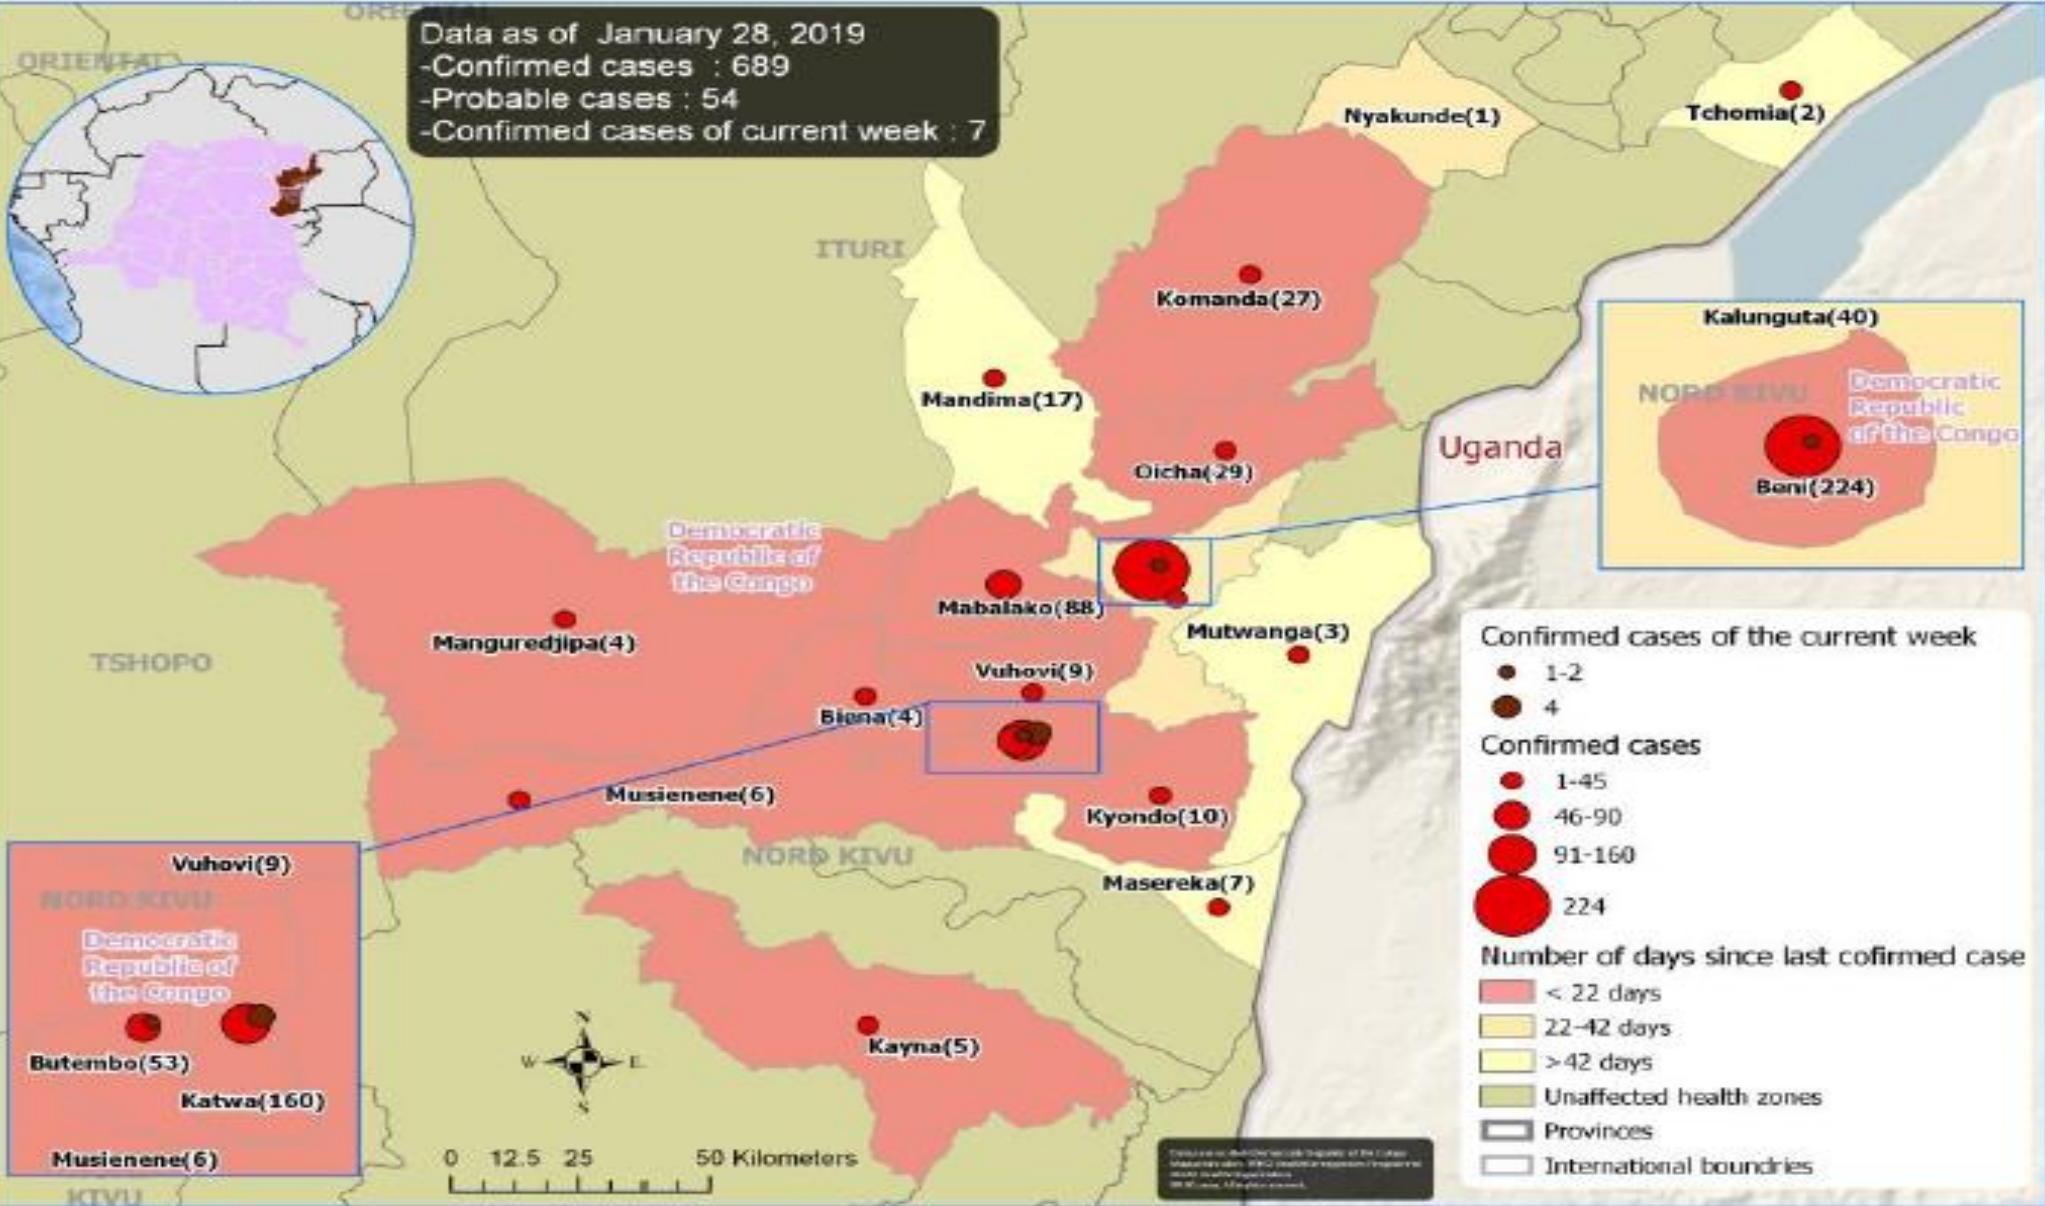 ORIENTAL
ORIENTAL
Data as of January 28, 2019
-Confirmed cases : 689
-Probable cases : 54
-Confirmed cases of current week : 7
Nyakunde(1)
Tchomia(2)
ITURI
Komanda(27)
Mandima(17)
Oicha(29)
Uganda
Kalunguta(40)
NORD KIVU
Democratic
Republic
of the Congo
Beni(224)
Democratic
Republic of
the Congo
Mabalako(88)
Manguredjipa(4)
Mutwanga(3)
TSHOPO
Vuhovi(9)
Biena(4)
Musienene(6)
Kyondo(10)
NORD KIVU
Masereka(7)
Kayna(5)
Vuhovi(9)
NORD KIVU
Democratic
Republic of
the Congo
Butembo(53)
Katwa(160)
Musienene(6)
KIVU
N
W E
S
0 12.5 25 50 Kilometers
Confirmed cases of the current week
1-2
4
Confirmed cases
1-45
46-90
91-160
224
Number of days since last cofirmed case
< 22 days
22-42 days
>42 days
Unaffected health zones
Provinces
International boundries